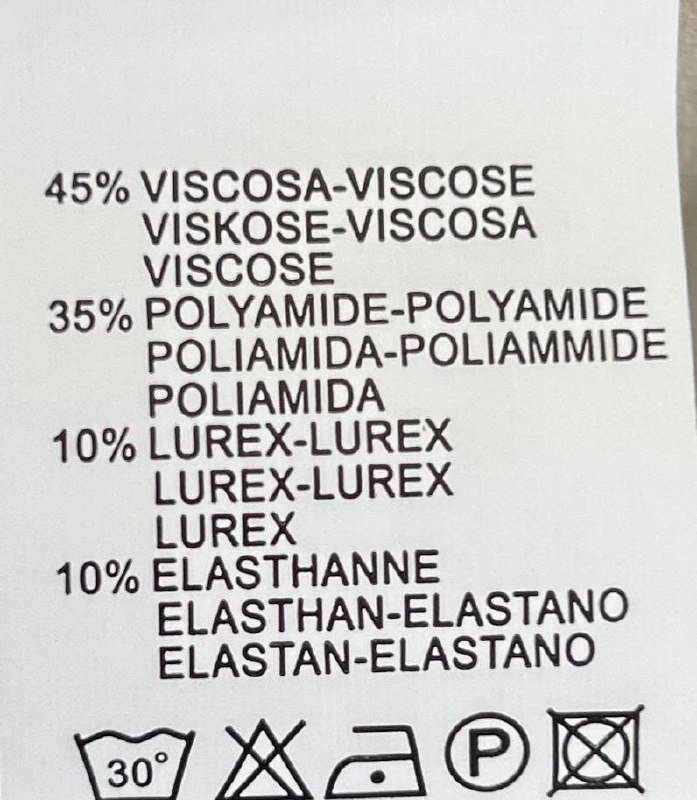 45% VISCOSA-VISCOSE
VISKOSE-VISCOSA
VISCOSE
35% POLYAMIDE-POLYAMIDE
POLIAMIDA-POLIAMMIDE
POLIAMIDA
10% LUREX-LUREX
LUREX-LUREX
LUREX
10% ELASTHANNE
ELASTHAN-ELASTANO
ELASTAN-ELASTANO
30° P